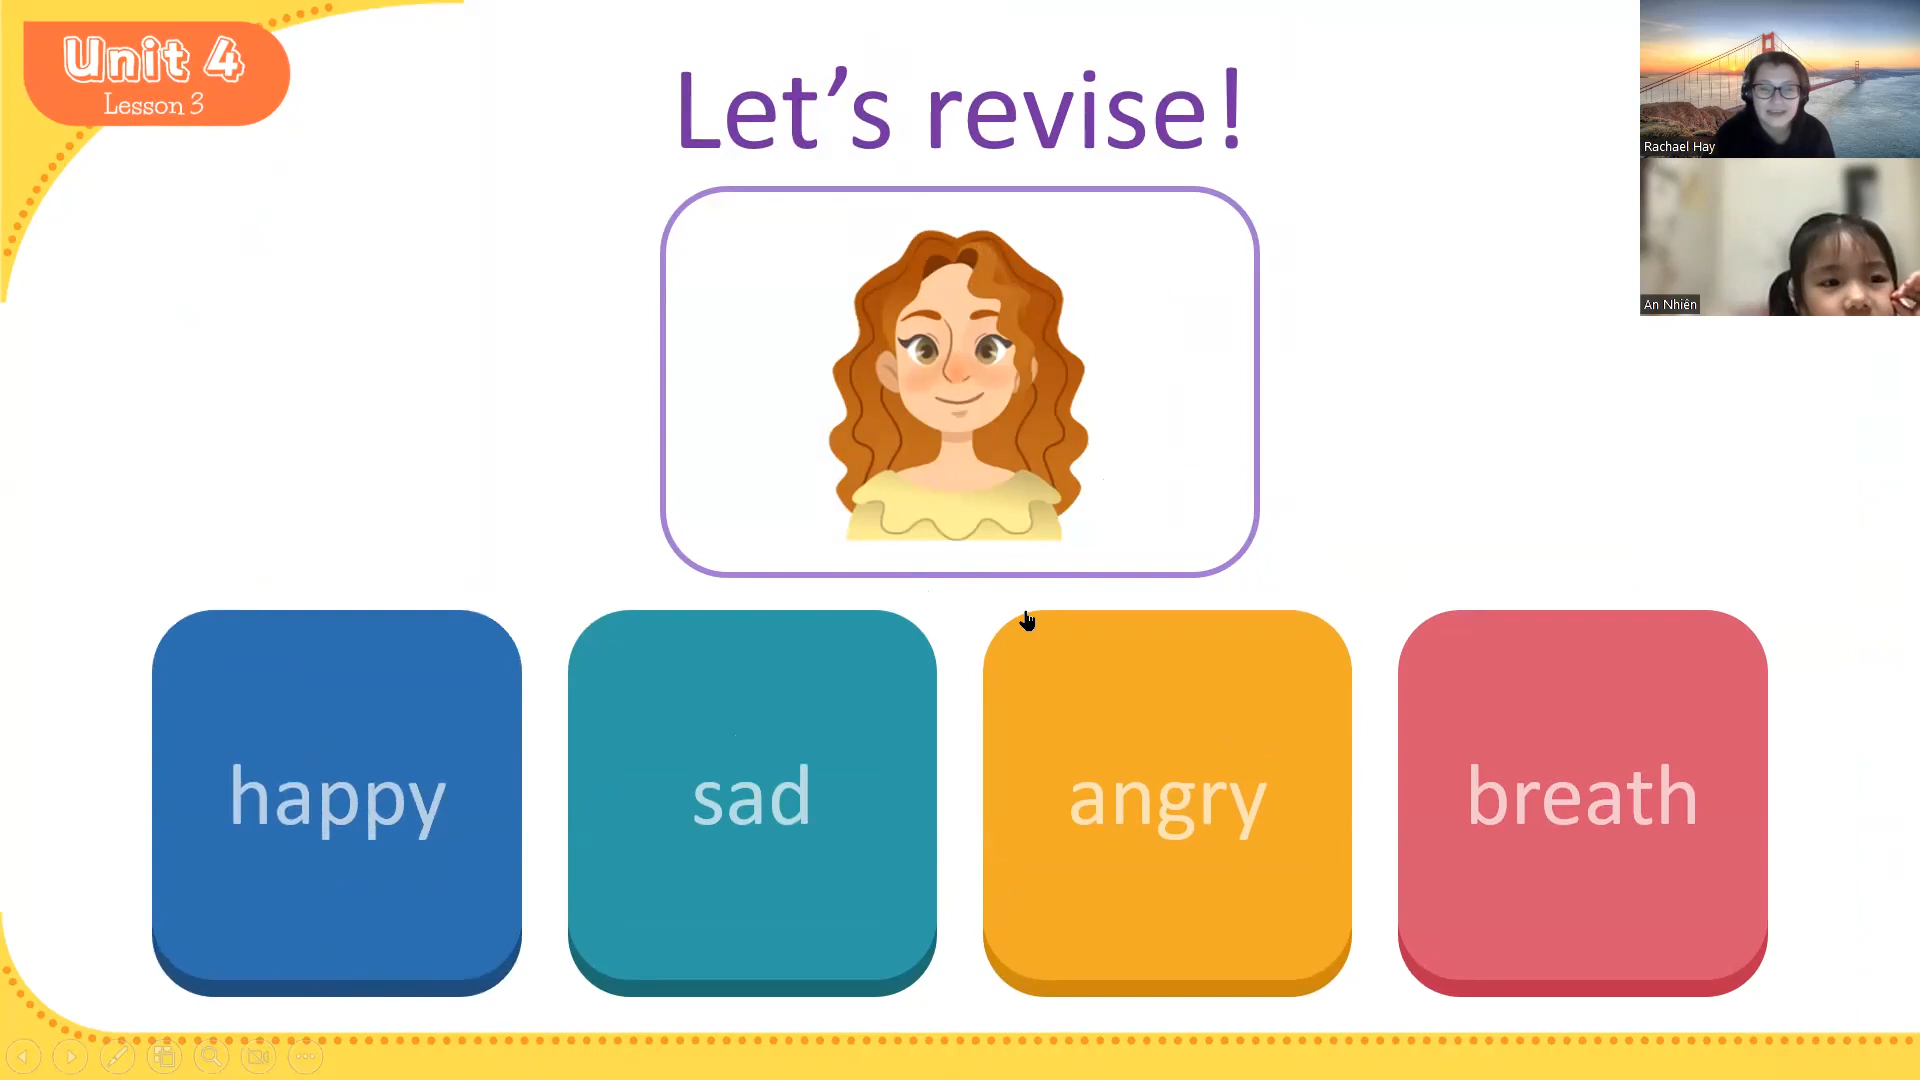 Unit 4
Lesson 3
Let's revise!
Rachael Hay
An Nhiên
happy
sad
angry
breath